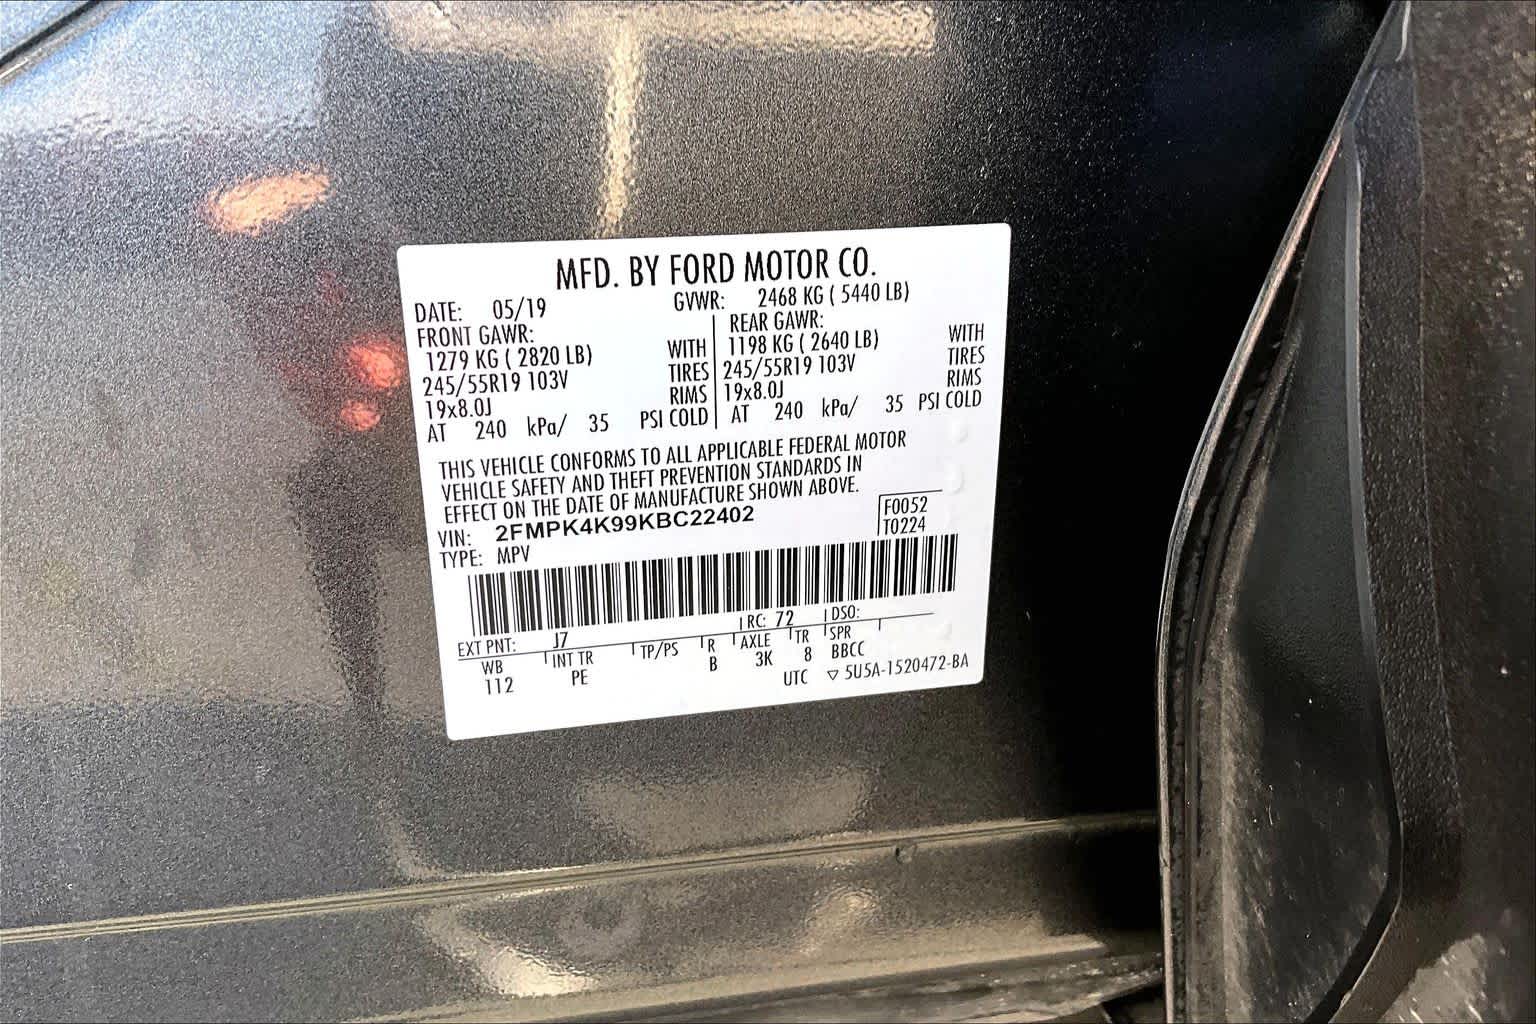 MFD. BY FORD MOTOR CO.
DATE: 05/19 GVWR: 2468 KG ( 5440 LB)
FRONT GAWR: REAR GAWR:
1279 KG ( 2820 LB) WITH 1198 KG ( 2640 LB) WITH
245/55R19 103V TIRES 245/55R19 103V TIRES
19x8.0J RIMS 19x8.0J RIMS
AT 240 kPa/ 35 PSI COLD AT 240 kPa/ 35 PSI COLD
THIS VEHICLE CONFORMS TO ALL APPLICABLE FEDERAL MOTOR
VEHICLE SAFETY AND THEFT PREVENTION STANDARDS IN
EFFECT ON THE DATE OF MANUFACTURE SHOWN ABOVE.
VIN: 2FMPK4K99KBC22402 F0052
TYPE: MPV T0224
EXT PNT: J7 RC: 72 DSO:
WB INT TR TP/PS R AXLE TR SPR
112 PE B 3K 8 BBCC
UTC ▽ 5U5A-1520472-BA